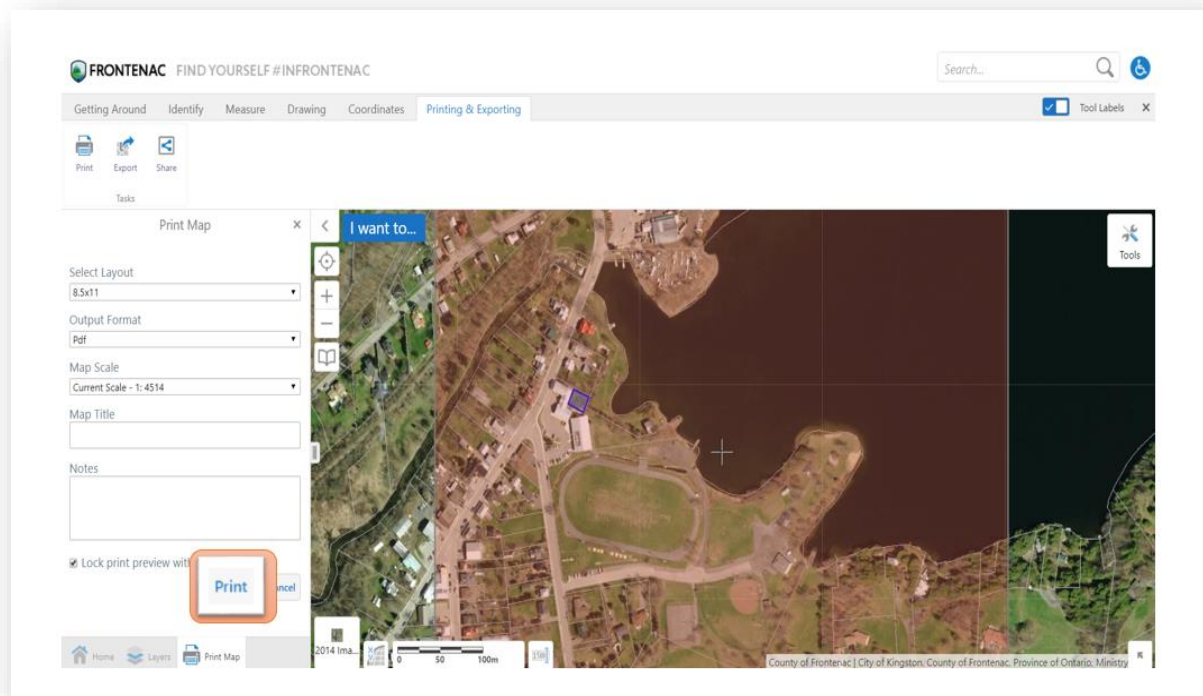 FRONTENAC FIND YOURSELF #INFRONTENAC
Search...
Getting Around Identify Measure Drawing Coordinates Printing & Exporting
Tool Labels X
Print Export Share
Tasks
Print Map
I want to...
Tools
Select Layout
8.5x11
Output Format
Pdf
Map Scale
Current Scale - 1: 4514
Map Title
Notes
Lock print preview with
Print
ncel
Home Layers Print Map
2014 Ima...
0 50 100m
County of Frontenac | City of Kingston, County of Frontenac, Province of Ontario, Ministry